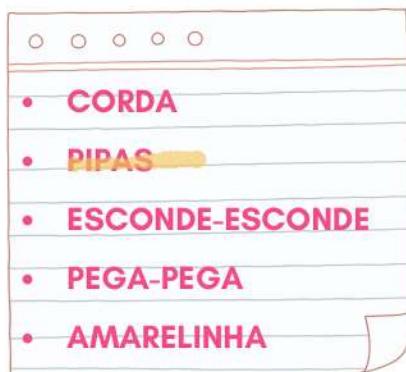 • CORDA
• PIPAS
• ESCONDE-ESCONDE
• PEGA-PEGA
• AMARELINHA